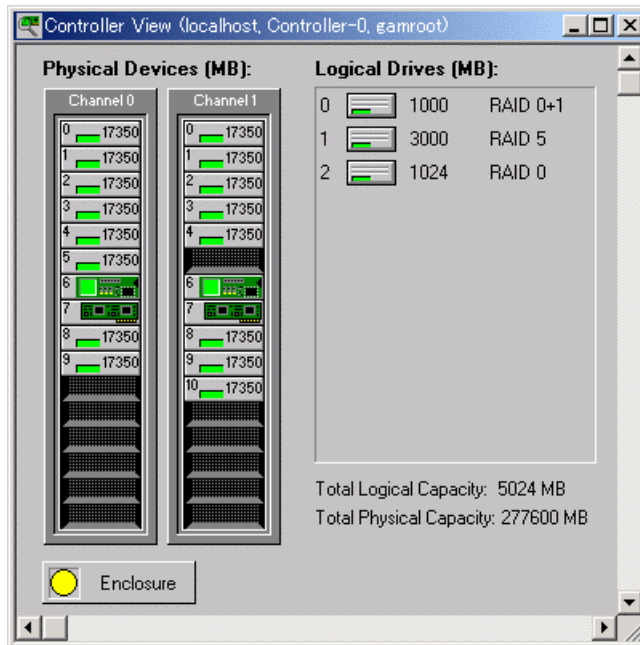 Controller View (localhost, Controller-0, gamroot)
Physical Devices (MB):
Channel 0
0 17350
1 17350
2 17350
3 17350
4 17350
5 17350
6
7
8 17350
9 17350
Channel 1
0 17350
1 17350
2 17350
3 17350
4 17350
6
7
8 17350
9 17350
10 17350
Logical Drives (MB):
0 1000 RAID 0+1
1 3000 RAID 5
2 1024 RAID 0
Total Logical Capacity: 5024 MB
Total Physical Capacity: 277600 MB
Enclosure